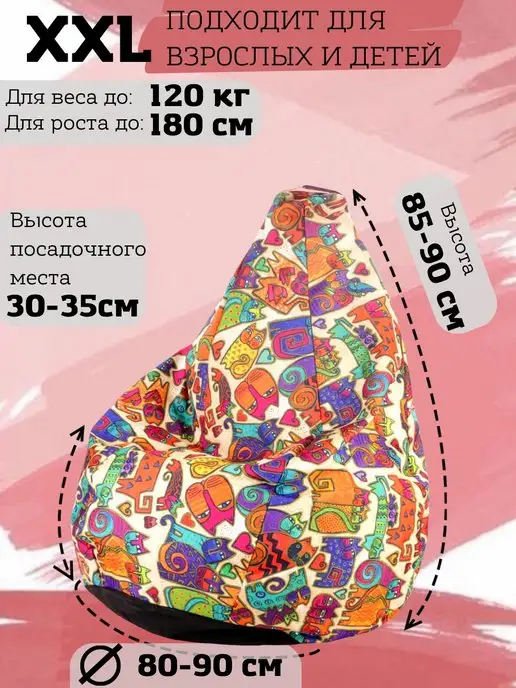 XXL
ПОДХОДИТ ДЛЯ
ВЗРОСЛЫХ И ДЕТЕЙ
Для веса до: 120 кг
Для роста до: 180 см
Высота
посадочного
места
30-35см
Высота
85-90 см
80-90 см